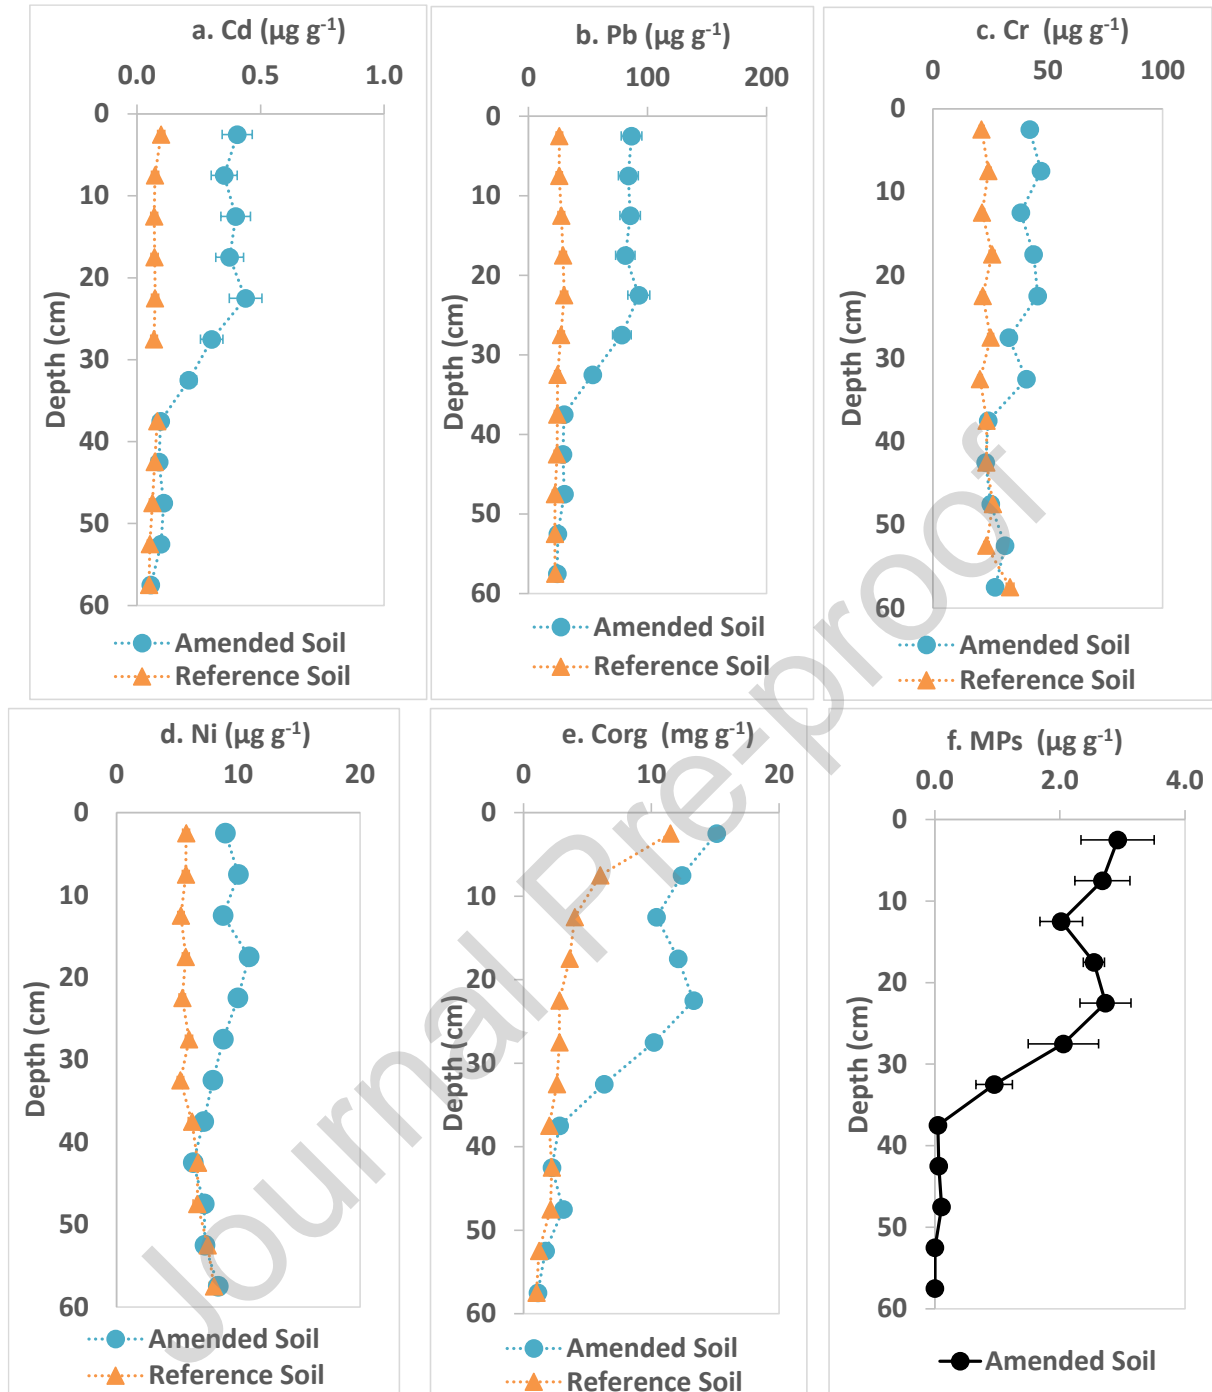 a. Cd (µg g-1)
0.0 0.5 1.0
0
10
20
30
40
50
60
Depth (cm)
Amended Soil
Reference Soil
b. Pb (µg g-1)
0 100 200
0
10
20
30
40
50
60
Depth (cm)
Amended Soil
Reference Soil
c. Cr (µg g-1)
0 50 100
0
10
20
30
40
50
60
Depth (cm)
Amended Soil
Reference Soil
d. Ni (µg g-1)
0 10 20
0
10
20
30
40
50
60
Depth (cm)
Amended Soil
Reference Soil
e. Corg (mg g-1)
0 10 20
0
10
20
30
40
50
60
Depth (cm)
Amended Soil
Reference Soil
f. MPs (µg g-1)
0.0 2.0 4.0
0
10
20
30
40
50
60
Depth (cm)
Amended Soil
Journal Pre-proof